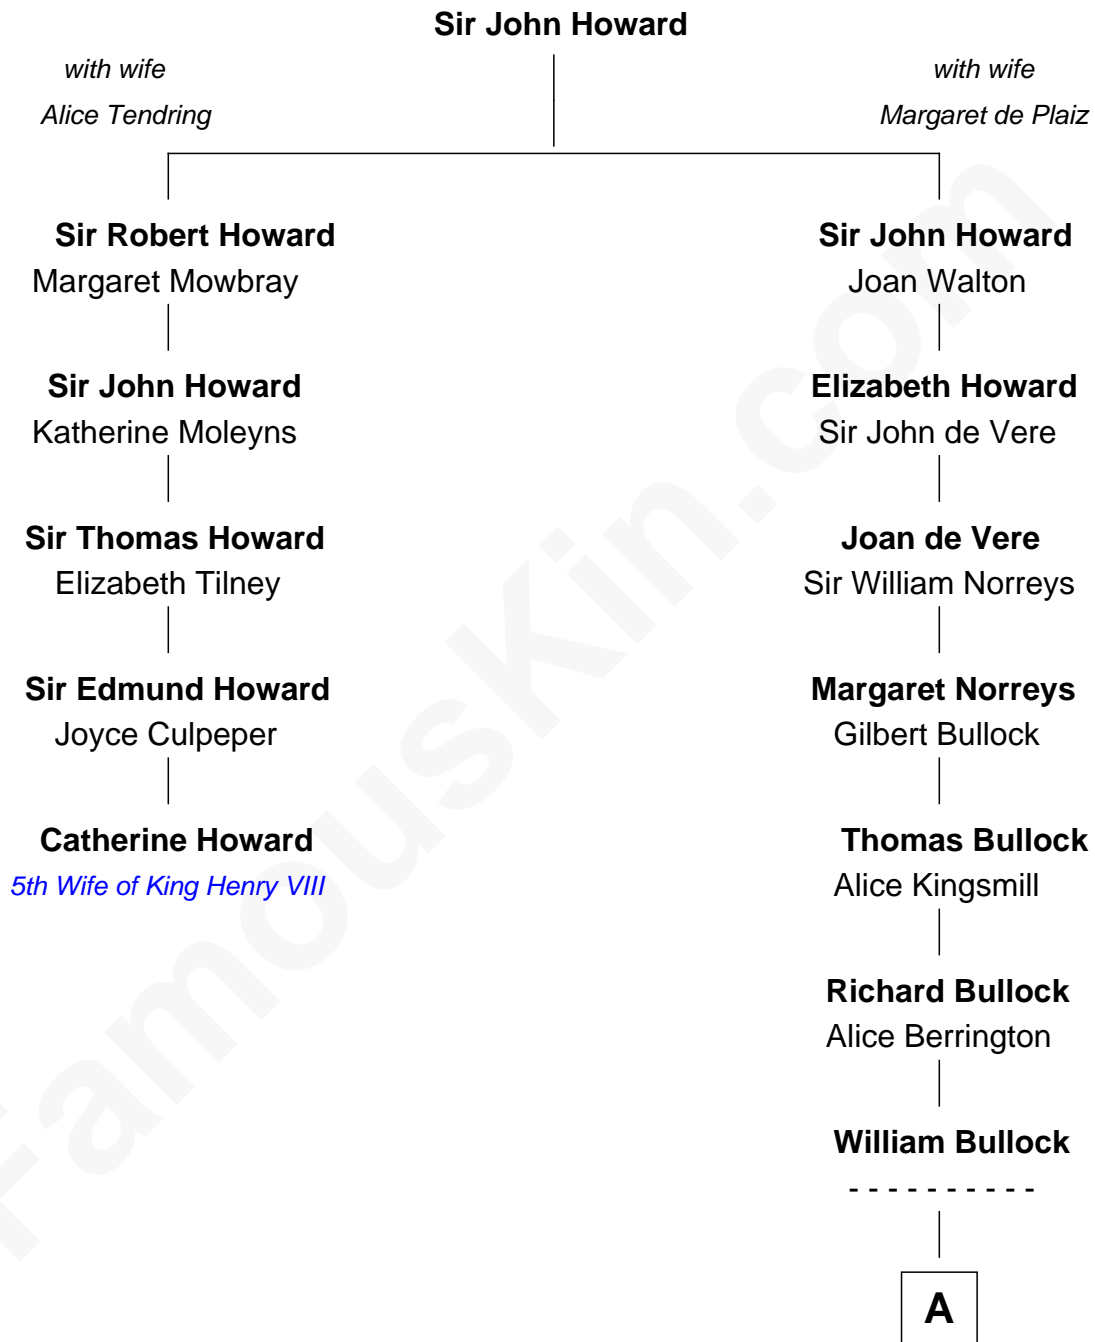 Sir John Howard
with wife
Alice Tendring
with wife
Margaret de Plaiz
Sir Robert Howard
Margaret Mowbray
Sir John Howard
Katherine Moleyns
Sir Thomas Howard
Elizabeth Tilney
Sir Edmund Howard
Joyce Culpeper
Catherine Howard
5th Wife of King Henry VIII
Sir John Howard
Joan Walton
Elizabeth Howard
Sir John de Vere
Joan de Vere
Sir William Norreys
Margaret Norreys
Gilbert Bullock
Thomas Bullock
Alice Kingsmill
Richard Bullock
Alice Berrington
William Bullock
- - - - - - - - - -
A
FamousKin.com